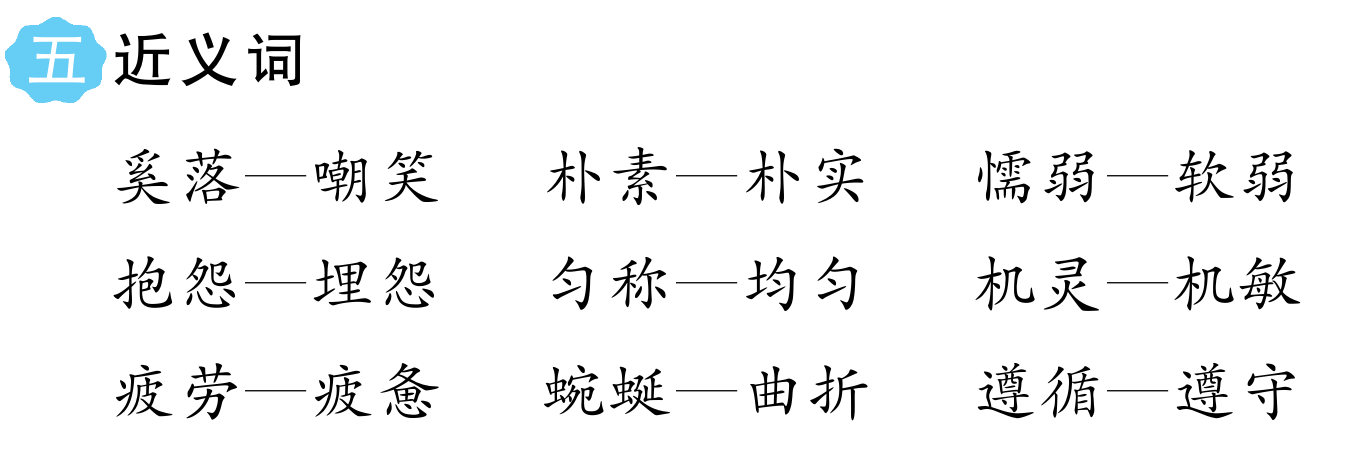 五 近义词
奚落—嘲笑 朴素—朴实 懦弱—软弱
抱怨—埋怨 匀称—均匀 机灵—机敏
疲劳—疲惫 蜿蜒—曲折 遵循—遵守